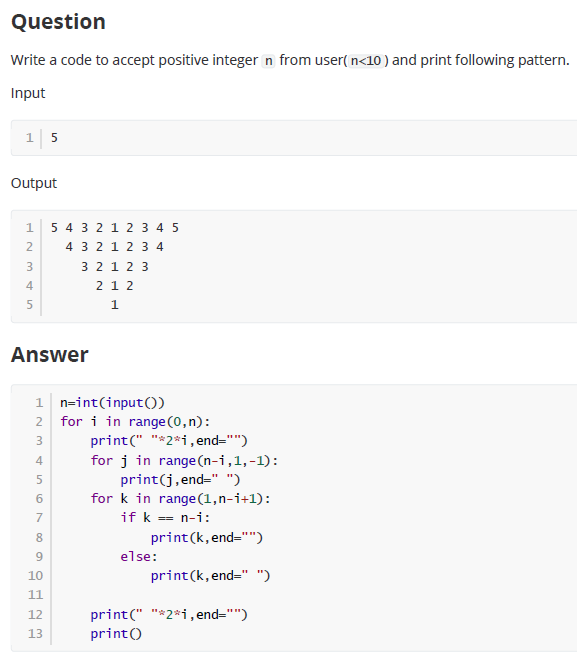 Question
Write a code to accept positive integer n from user( n<10 ) and print following pattern.
Input
1 5
Output
1 5 4 3 2 1 2 3 4 5
2   4 3 2 1 2 3 4
3     3 2 1 2 3
4       2 1 2
5         1
Answer
1 n=int(input())
2 for i in range(0,n):
3     print(" "*2*i,end="")
4     for j in range(n-i,1,-1):
5         print(j,end=" ")
6     for k in range(1,n-i+1):
7         if k == n-i:
8             print(k,end="")
9         else:
10             print(k,end=" ")
11
12     print(" "*2*i,end="")
13     print()